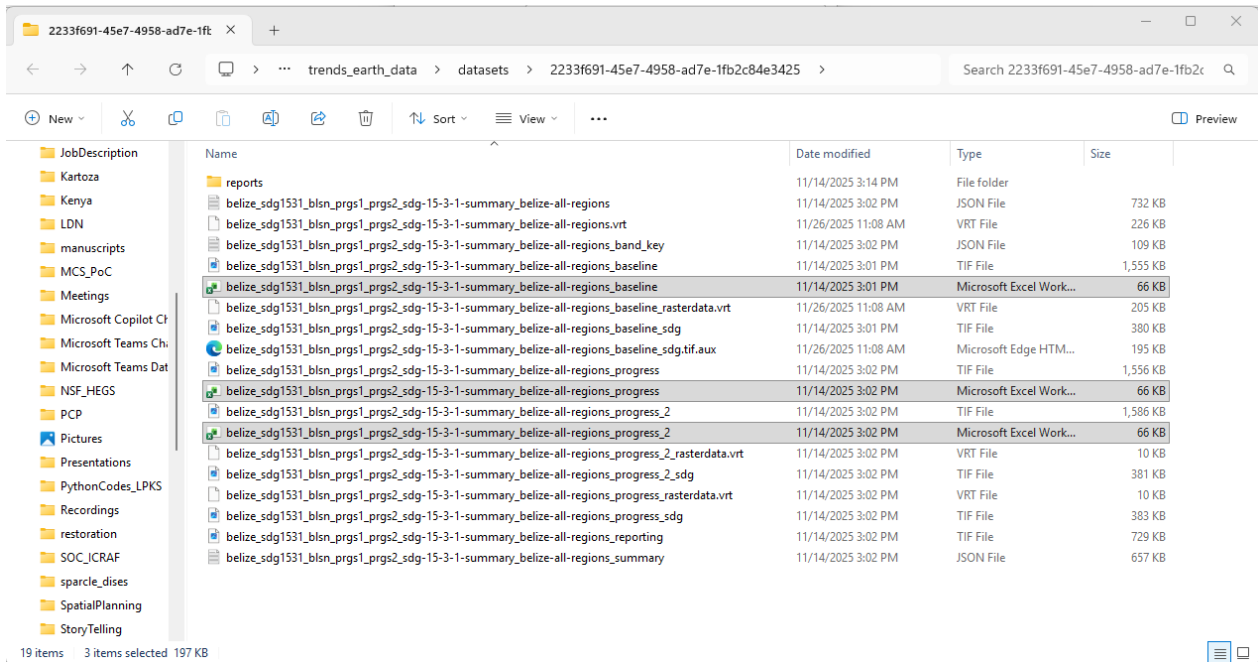 2233f691-45e7-4958-ad7e-1fb
trends_earth_data > datasets > 2233f691-45e7-4958-ad7e-1fb2c84e3425 >
Search 2233f691-45e7-4958-ad7e-1fb2c
New
Sort
View
Preview
Name Date modified Type Size
JobDescription
Kartoza
Kenya
LDN
manuscripts
MCS_PoC
Meetings
Microsoft Copilot Ch
Microsoft Teams Cha
Microsoft Teams Dat
NSF_HEGS
PCP
Pictures
Presentations
PythonCodes_LPKS
Recordings
restoration
SOC_ICRAF
sparcle_dises
SpatialPlanning
StoryTelling
reports 11/14/2025 3:14 PM File folder
belize_sdg1531_blsn_prgs1_prgs2_sdg-15-3-1-summary_belize-all-regions 11/14/2025 3:02 PM JSON File 732 KB
belize_sdg1531_blsn_prgs1_prgs2_sdg-15-3-1-summary_belize-all-regions.vrt 11/26/2025 11:08 AM VRT File 226 KB
belize_sdg1531_blsn_prgs1_prgs2_sdg-15-3-1-summary_belize-all-regions_band_key 11/14/2025 3:02 PM JSON File 109 KB
belize_sdg1531_blsn_prgs1_prgs2_sdg-15-3-1-summary_belize-all-regions_baseline 11/14/2025 3:01 PM TIF File 1,555 KB
belize_sdg1531_blsn_prgs1_prgs2_sdg-15-3-1-summary_belize-all-regions_baseline 11/14/2025 3:01 PM Microsoft Excel Work... 66 KB
belize_sdg1531_blsn_prgs1_prgs2_sdg-15-3-1-summary_belize-all-regions_baseline_rasterdata.vrt 11/26/2025 11:08 AM VRT File 205 KB
belize_sdg1531_blsn_prgs1_prgs2_sdg-15-3-1-summary_belize-all-regions_baseline_sdg 11/14/2025 3:01 PM TIF File 380 KB
belize_sdg1531_blsn_prgs1_prgs2_sdg-15-3-1-summary_belize-all-regions_baseline_sdg.tif.aux 11/26/2025 11:08 AM Microsoft Edge HTM... 195 KB
belize_sdg1531_blsn_prgs1_prgs2_sdg-15-3-1-summary_belize-all-regions_progress 11/14/2025 3:02 PM TIF File 1,556 KB
belize_sdg1531_blsn_prgs1_prgs2_sdg-15-3-1-summary_belize-all-regions_progress 11/14/2025 3:02 PM Microsoft Excel Work... 66 KB
belize_sdg1531_blsn_prgs1_prgs2_sdg-15-3-1-summary_belize-all-regions_progress_2 11/14/2025 3:02 PM TIF File 1,586 KB
belize_sdg1531_blsn_prgs1_prgs2_sdg-15-3-1-summary_belize-all-regions_progress_2 11/14/2025 3:02 PM Microsoft Excel Work... 66 KB
belize_sdg1531_blsn_prgs1_prgs2_sdg-15-3-1-summary_belize-all-regions_progress_2_rasterdata.vrt 11/14/2025 3:02 PM VRT File 10 KB
belize_sdg1531_blsn_prgs1_prgs2_sdg-15-3-1-summary_belize-all-regions_progress_2_sdg 11/14/2025 3:02 PM TIF File 381 KB
belize_sdg1531_blsn_prgs1_prgs2_sdg-15-3-1-summary_belize-all-regions_progress_rasterdata.vrt 11/14/2025 3:02 PM VRT File 10 KB
belize_sdg1531_blsn_prgs1_prgs2_sdg-15-3-1-summary_belize-all-regions_progress_sdg 11/14/2025 3:02 PM TIF File 383 KB
belize_sdg1531_blsn_prgs1_prgs2_sdg-15-3-1-summary_belize-all-regions_reporting 11/14/2025 3:02 PM TIF File 729 KB
belize_sdg1531_blsn_prgs1_prgs2_sdg-15-3-1-summary_belize-all-regions_summary 11/14/2025 3:02 PM JSON File 657 KB
19 items 3 items selected 197 KB